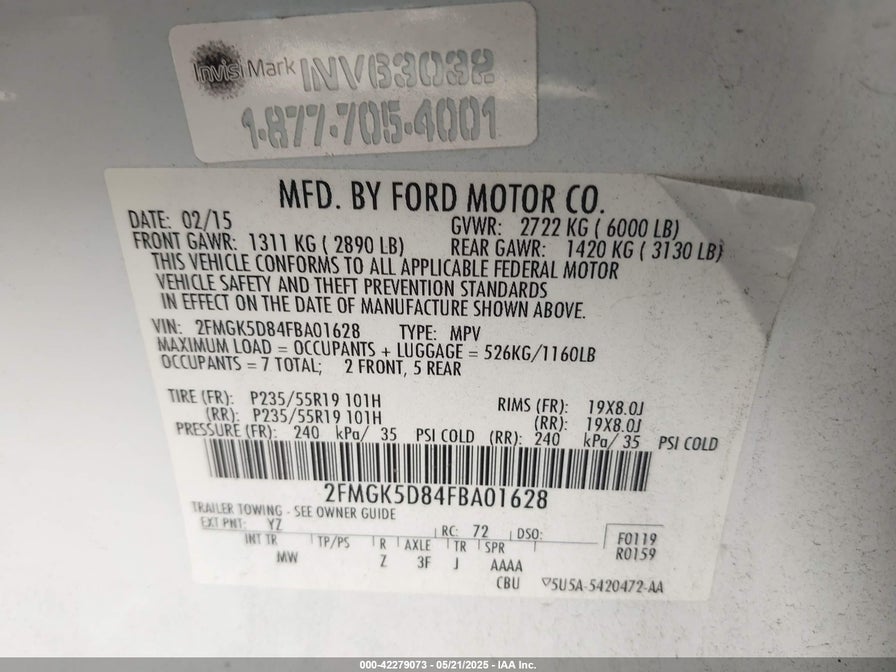 InvisiMark INV63032
1-877-705-4001
MFD. BY FORD MOTOR CO.
DATE: 02/15 GVWR: 2722 KG ( 6000 LB)
FRONT GAWR: 1311 KG ( 2890 LB) REAR GAWR: 1420 KG ( 3130 LB)
THIS VEHICLE CONFORMS TO ALL APPLICABLE FEDERAL MOTOR
VEHICLE SAFETY AND THEFT PREVENTION STANDARDS
IN EFFECT ON THE DATE OF MANUFACTURE SHOWN ABOVE.
VIN: 2FMGK5D84FBA01628 TYPE: MPV
MAXIMUM LOAD = OCCUPANTS + LUGGAGE = 526KG/1160LB
OCCUPANTS = 7 TOTAL; 2 FRONT, 5 REAR
TIRE (FR): P235/55R19 101H RIMS (FR): 19X8.0J
(RR): P235/55R19 101H (RR): 19X8.0J
PRESSURE (FR): 240 kPa/ 35 PSI COLD (RR): 240 kPa/ 35 PSI COLD
2FMGK5D84FBA01628
TRAILER TOWING - SEE OWNER GUIDE
EXT PNT: YZ RC: 72 DSO: F0119
INT TR TP/PS R AXLE TR SPR R0159
MW Z 3F J AAAA
CBU ▽5U5A-5420472-AA
000-42279073 — 05/21/2025 — IAA Inc.